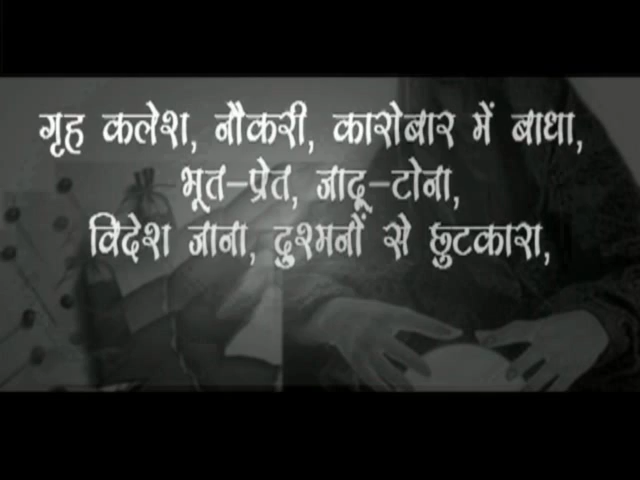 गृह कलेश, नौकरी, कारोबार में बाधा,
भूत-प्रेत, जादू-टोना,
विदेश जाना, दुश्मनों से छुटकारा,